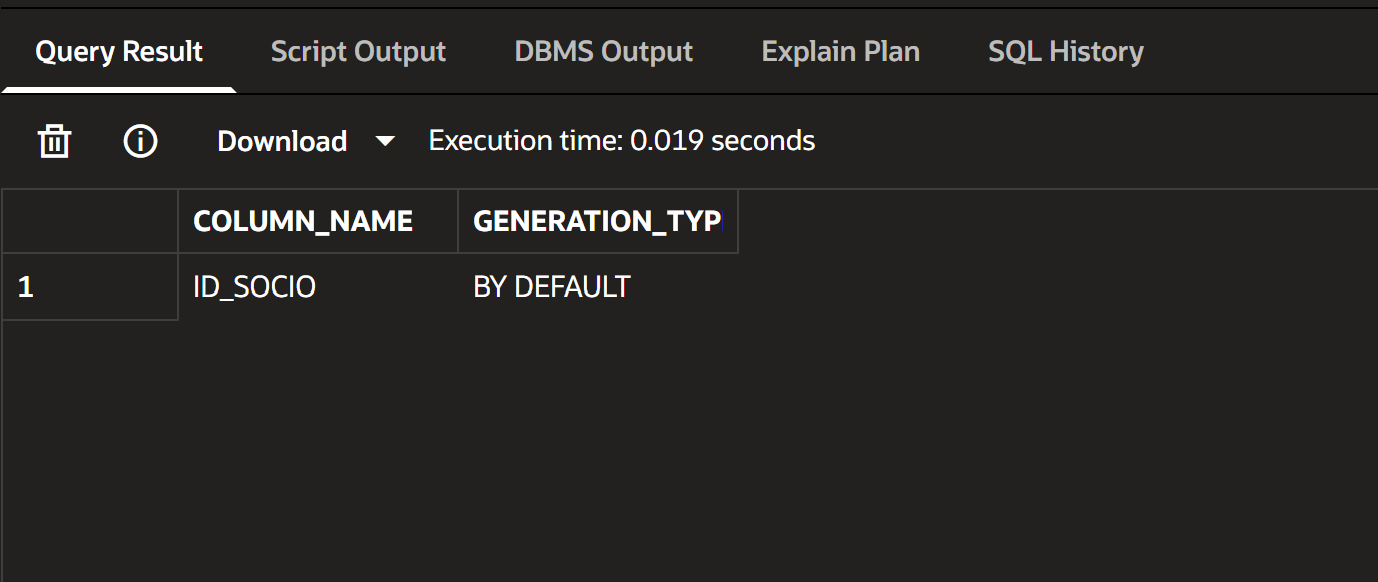 Query Result Script Output DBMS Output Explain Plan SQL History
Download Execution time: 0.019 seconds
COLUMN_NAME GENERATION_TYP
1 ID_SOCIO BY DEFAULT